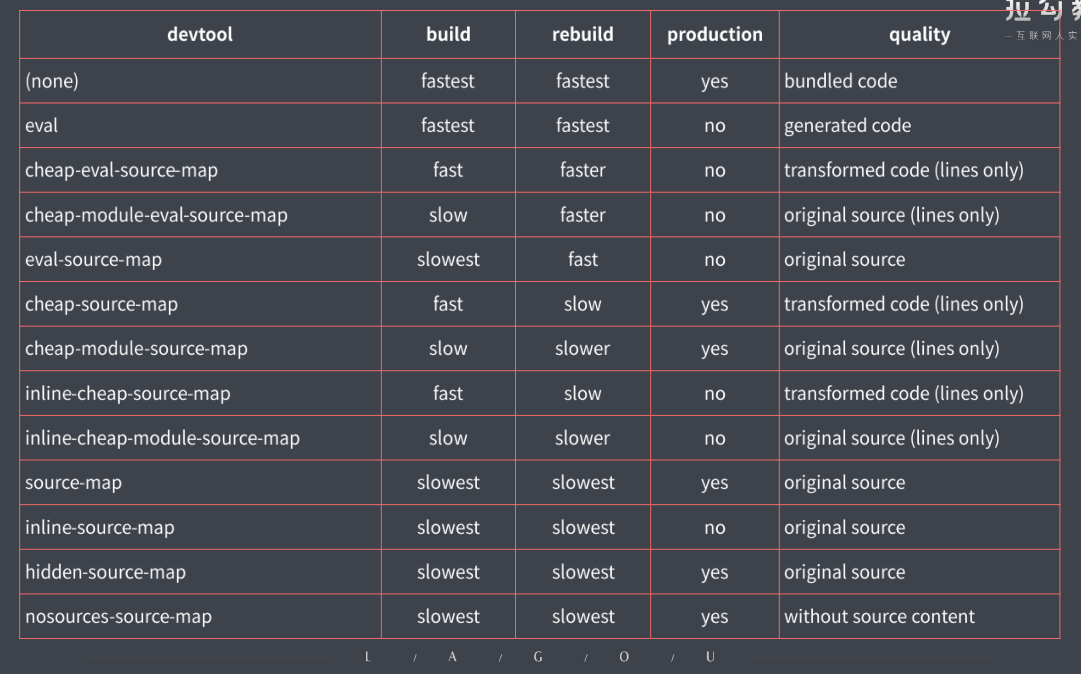 拉勾教
—互联网人实
devtool build rebuild production quality
(none) fastest fastest yes bundled code
eval fastest fastest no generated code
cheap-eval-source-map fast faster no transformed code (lines only)
cheap-module-eval-source-map slow faster no original source (lines only)
eval-source-map slowest fast no original source
cheap-source-map fast slow yes transformed code (lines only)
cheap-module-source-map slow slower yes original source (lines only)
inline-cheap-source-map fast slow no transformed code (lines only)
inline-cheap-module-source-map slow slower no original source (lines only)
source-map slowest slowest yes original source
inline-source-map slowest slowest no original source
hidden-source-map slowest slowest yes original source
nosources-source-map slowest slowest yes without source content
L / A / G / O / U